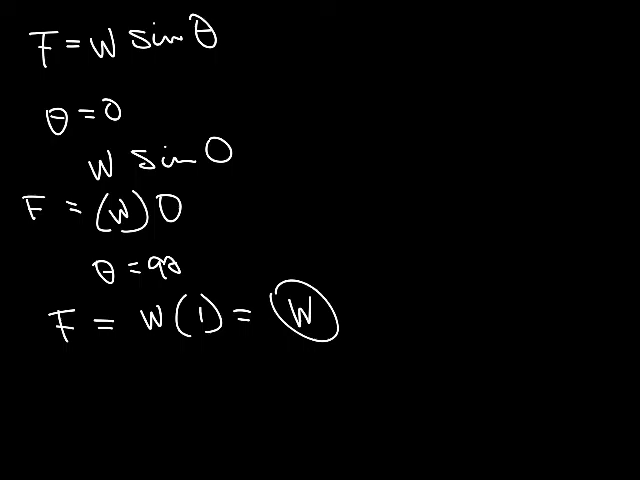 F = W sin θ
θ = 0
W sin 0
F = (W) 0
θ = 90
F = W (1) = W